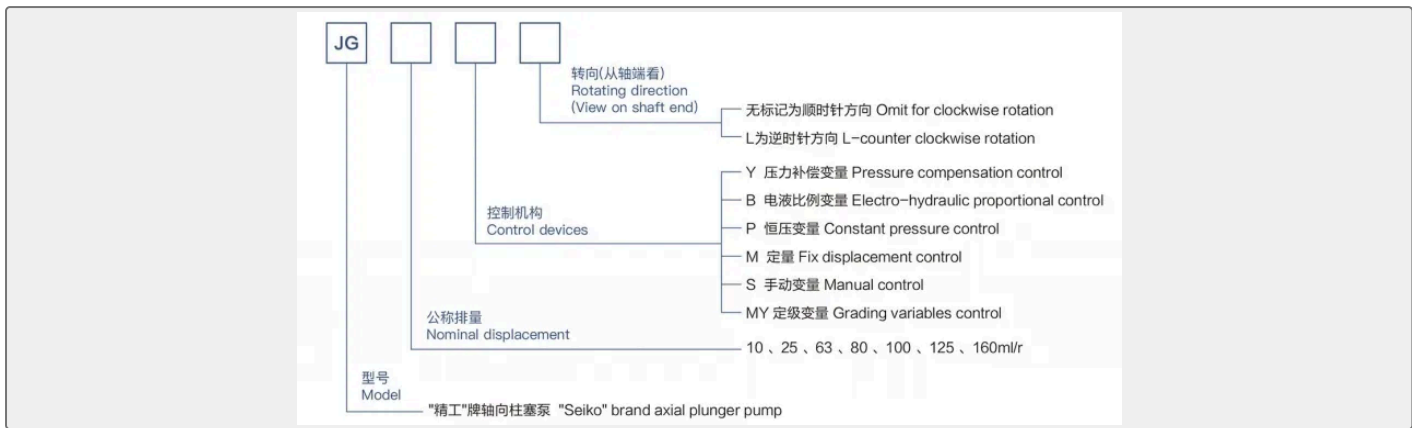 JG
转向(从轴端看)
Rotating direction
(View on shaft end)
无标记为顺时针方向 Omit for clockwise rotation
L为逆时针方向 L-counter clockwise rotation
Y 压力补偿变量 Pressure compensation control
B 电液比例变量 Electro-hydraulic proportional control
控制机构
Control devices
P 恒压变量 Constant pressure control
M 定量 Fix displacement control
S 手动变量 Manual control
MY 定级变量 Grading variables control
公称排量
Nominal displacement
10 、25 、63 、80 、100 、125 、160ml/r
型号
Model
"精工"牌轴向柱塞泵 "Seiko" brand axial plunger pump